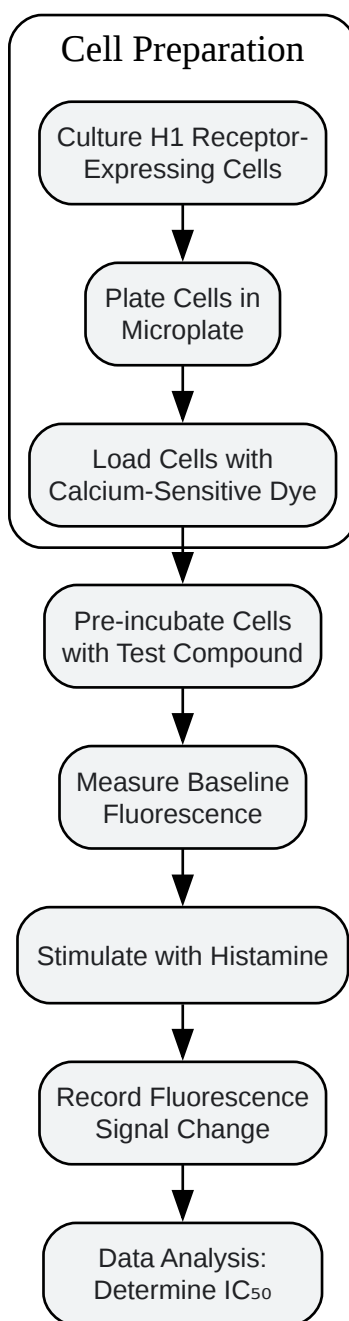 Cell Preparation
Culture H1 Receptor-
Expressing Cells
Plate Cells in
Microplate
Load Cells with
Calcium-Sensitive Dye
Pre-incubate Cells
with Test Compound
Measure Baseline
Fluorescence
Stimulate with Histamine
Record Fluorescence
Signal Change
Data Analysis:
Determine IC₅₀